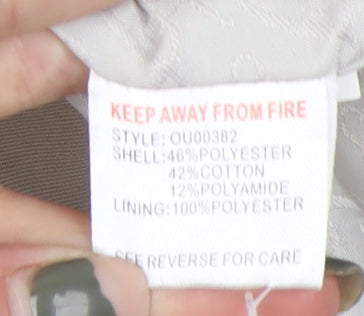 KEEP AWAY FROM FIRE
STYLE: OU00382
SHELL:46%POLYESTER
42%COTTON
12%POLYAMIDE
LINING:100%POLYESTER
SEE REVERSE FOR CARE